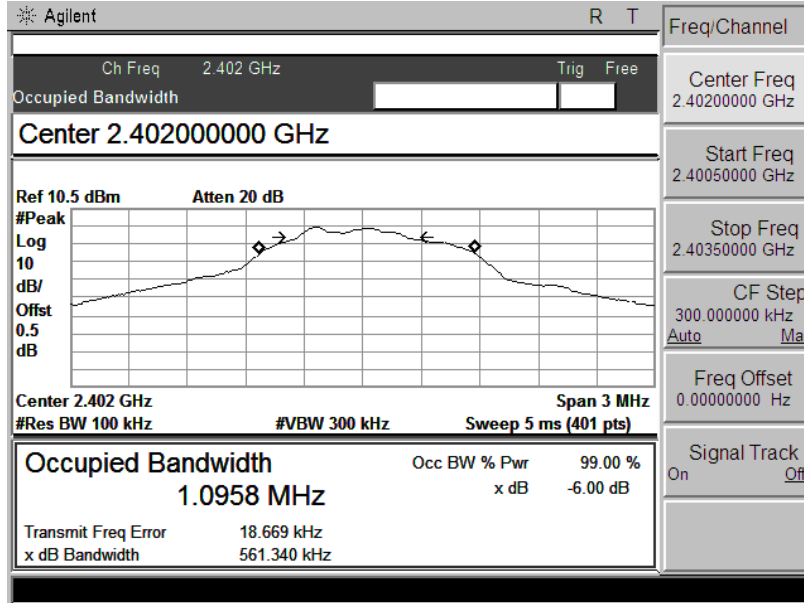 Agilent R T
Freq/Channel
Ch Freq 2.402 GHz Trig Free
Occupied Bandwidth
Center 2.402000000 GHz
Ref 10.5 dBm Atten 20 dB
#Peak
Log
10
dB/
Offst
0.5
dB
Center 2.402 GHz Span 3 MHz
#Res BW 100 kHz #VBW 300 kHz Sweep 5 ms (401 pts)
Occupied Bandwidth
1.0958 MHz
Occ BW % Pwr 99.00 %
x dB -6.00 dB
Transmit Freq Error 18.669 kHz
x dB Bandwidth 561.340 kHz
Center Freq
2.40200000 GHz
Start Freq
2.40050000 GHz
Stop Freq
2.40350000 GHz
CF Step
300.000000 kHz
Auto Ma
Freq Offset
0.00000000 Hz
Signal Track
On Off